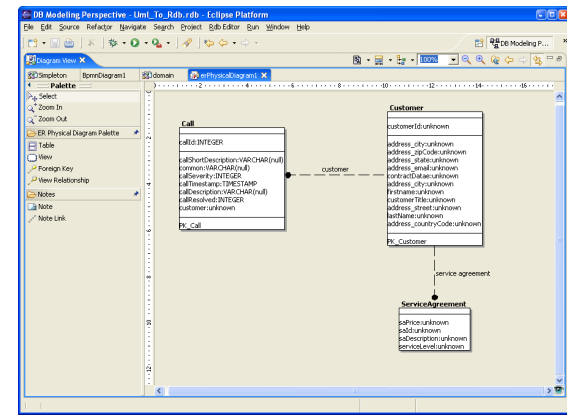 DB Modeling Perspective - Uml_To_Rdb.rdb - Eclipse Platform
File Edit Source Refactor Navigate Search Project Rdb Editor Run Window Help
100%
DB Modeling P...
Diagram View
Simpleton BpmnDiagram1 domain erPhysicalDiagram1
Palette
Select
Zoom In
Zoom Out
ER Physical Diagram Palette
Table
View
Foreign Key
View Relationship
Notes
Note
Note Link
Call
callId:INTEGER
callShortDescription:VARCHAR(null)
common:VARCHAR(null)
callSeverity:INTEGER
callTimestamp:TIMESTAMP
callDescription:VARCHAR(null)
callResolved:INTEGER
customer:unknown
PK_Call
customer
Customer
customerId:unknown
address_city:unknown
address_zipCode:unknown
address_state:unknown
address_email:unknown
contractDatae:unknown
address_city:unknown
firstname:unknown
customerTitle:unknown
address_street:unknown
lastName:unknown
address_countryCode:unknown
PK_Customer
service agreement
ServiceAgreement
saPrice:unknown
saId:unknown
saDescription:unknown
serviceLevel:unknown